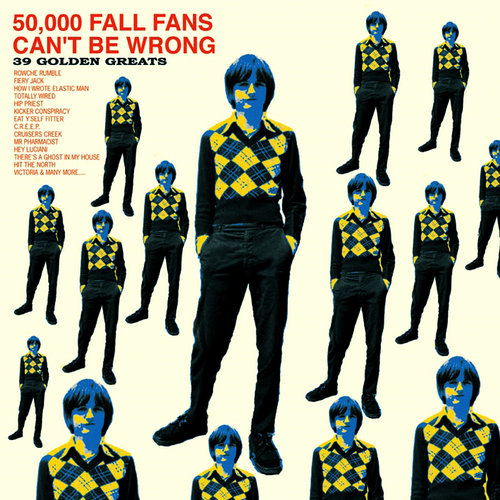 50,000 FALL FANS
CAN'T BE WRONG
39 GOLDEN GREATS
ROWCHE RUMBLE
FIERY JACK
HOW I WROTE ELASTIC MAN
TOTALLY WIRED
HIP PRIEST
KICKER CONSPIRACY
EAT Y'SELF FITTER
C.R.E.E.P.
CRUISERS CREEK
MR PHARMACIST
HEY LUCIANI
THERE'S A GHOST IN MY HOUSE
HIT THE NORTH
VICTORIA & MANY MORE....